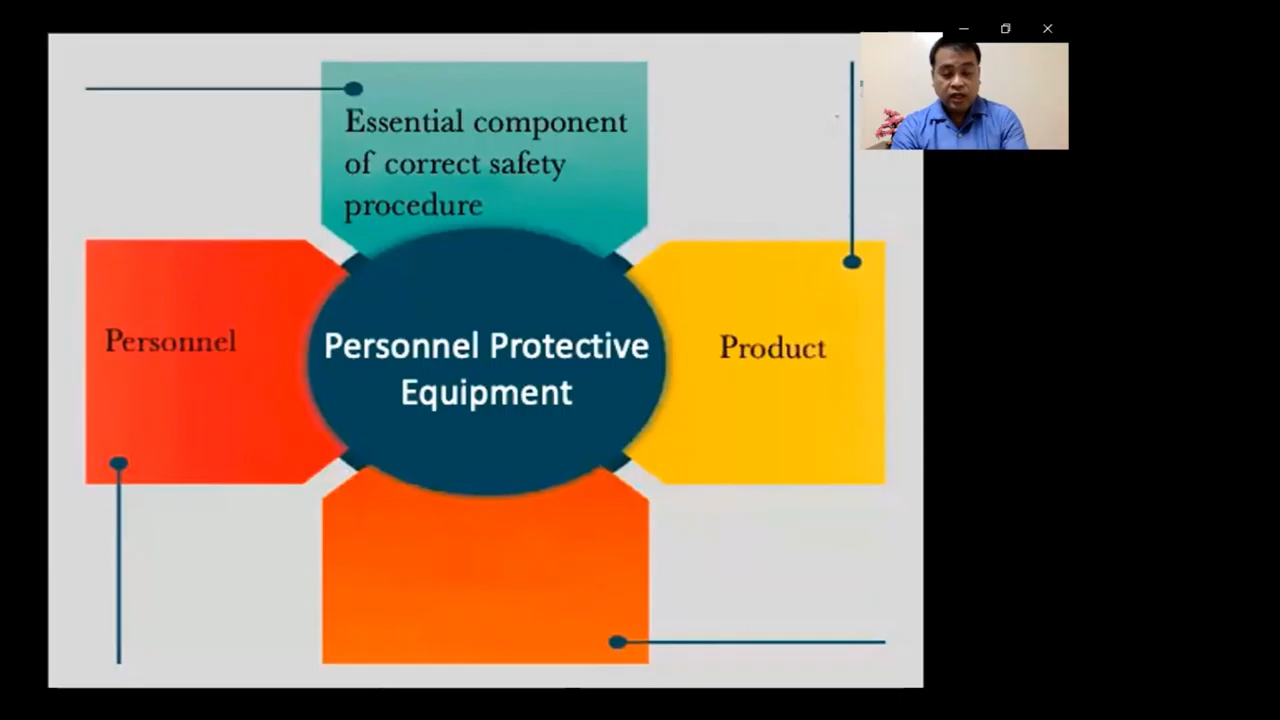 Essential component
of correct safety
procedure
Personnel
Personnel Protective
Equipment
Product